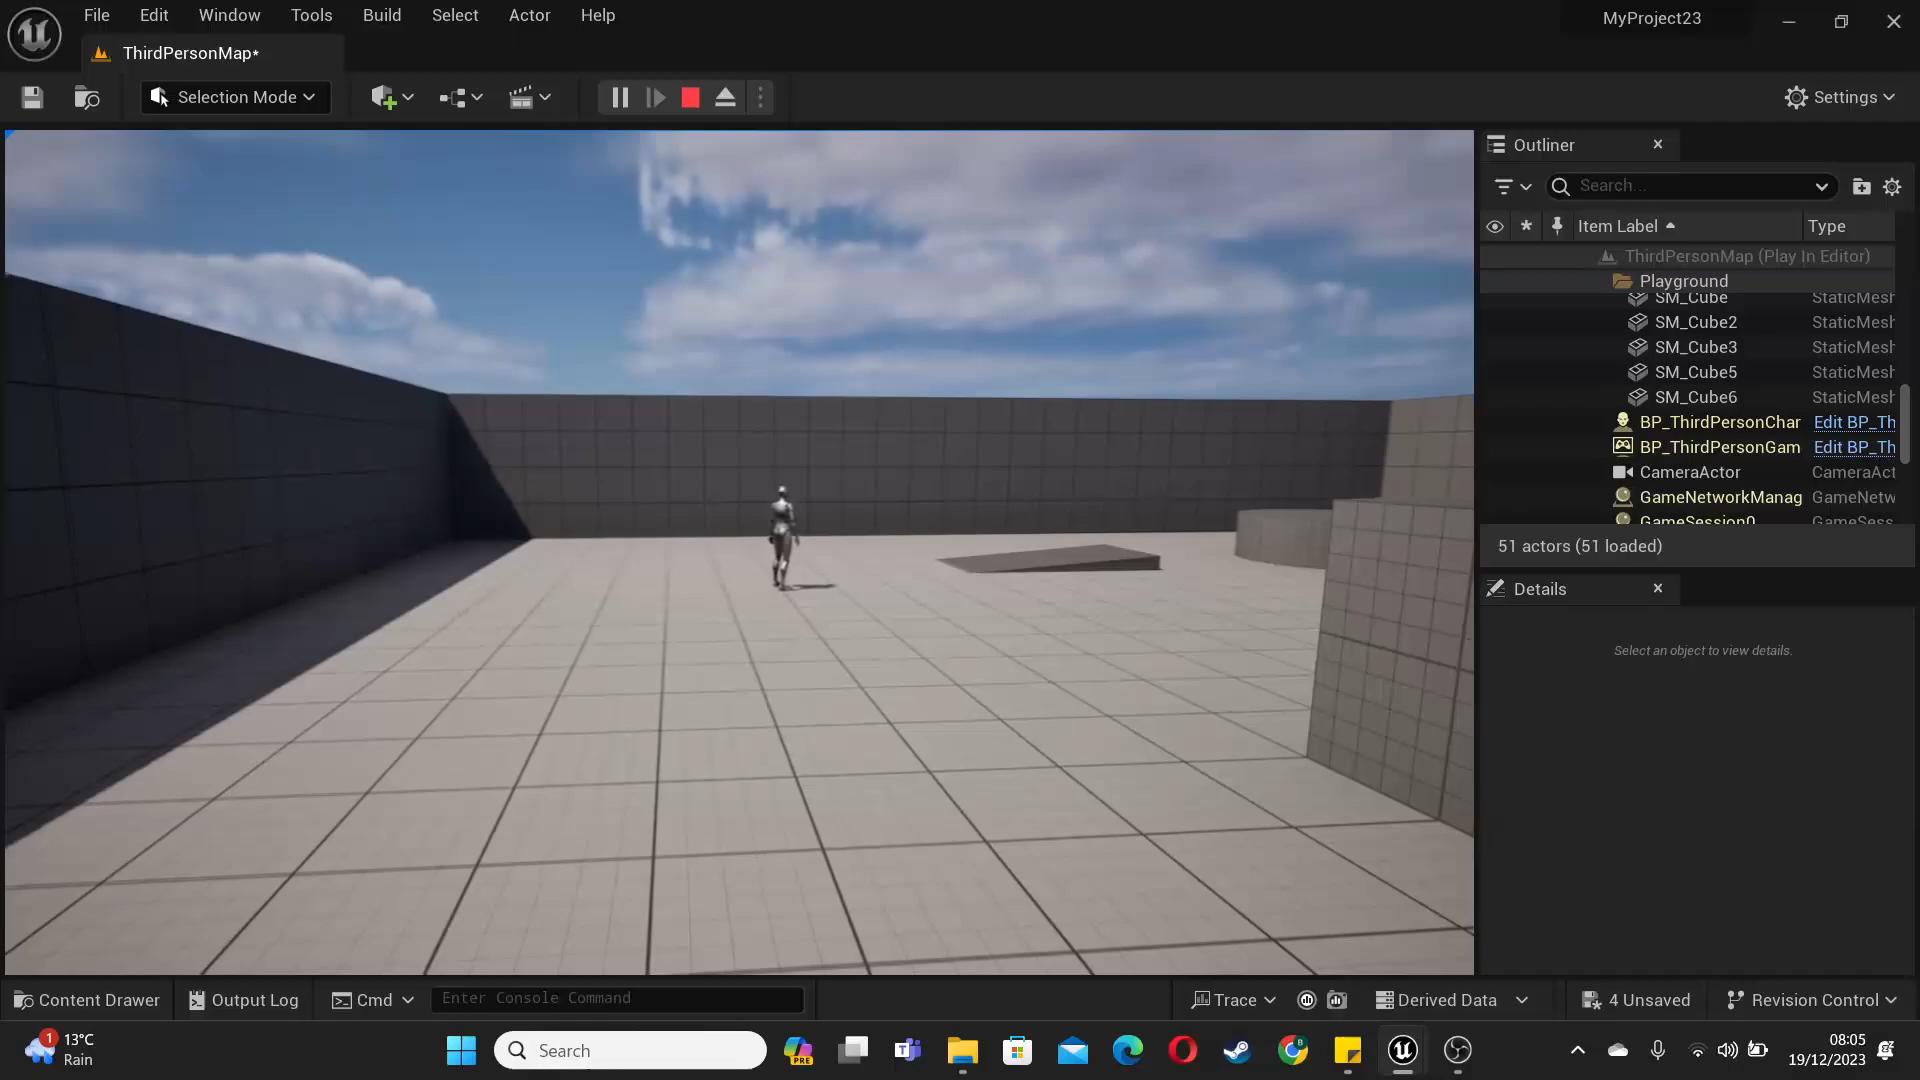 File Edit Window Tools Build Select Actor Help
MyProject23
ThirdPersonMap*
Selection Mode
Settings
Outliner
Search...
Item Label Type
ThirdPersonMap (Play In Editor)
Playground
SM_Cube StaticMesh
SM_Cube2 StaticMesh
SM_Cube3 StaticMesh
SM_Cube5 StaticMesh
SM_Cube6 StaticMesh
BP_ThirdPersonChar Edit BP_Th
BP_ThirdPersonGam Edit BP_Th
CameraActor CameraAct
GameNetworkManag GameNetw
GameSession0 GameSess
51 actors (51 loaded)
Details
Select an object to view details.
Content Drawer Output Log Cmd Enter Console Command Trace Derived Data 4 Unsaved Revision Control
1 13°C
Rain
Search
PRE
08:05
19/12/2023